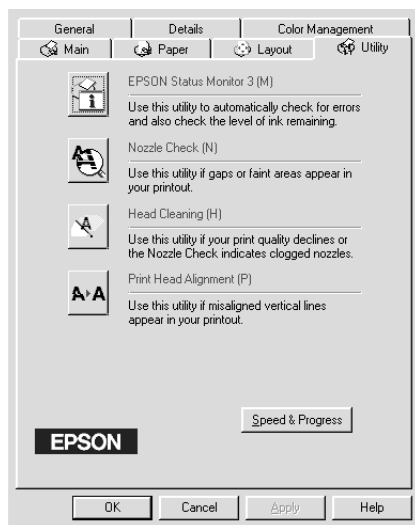 General Details Color Management
Main Paper Layout Utility
EPSON Status Monitor 3 (M)
Use this utility to automatically check for errors
and also check the level of ink remaining.
Nozzle Check (N)
Use this utility if gaps or faint areas appear in
your printout.
Head Cleaning (H)
Use this utility if your print quality declines or
the Nozzle Check indicates clogged nozzles.
Print Head Alignment (P)
Use this utility if misaligned vertical lines
appear in your printout.
Speed & Progress
EPSON
OK Cancel Apply Help